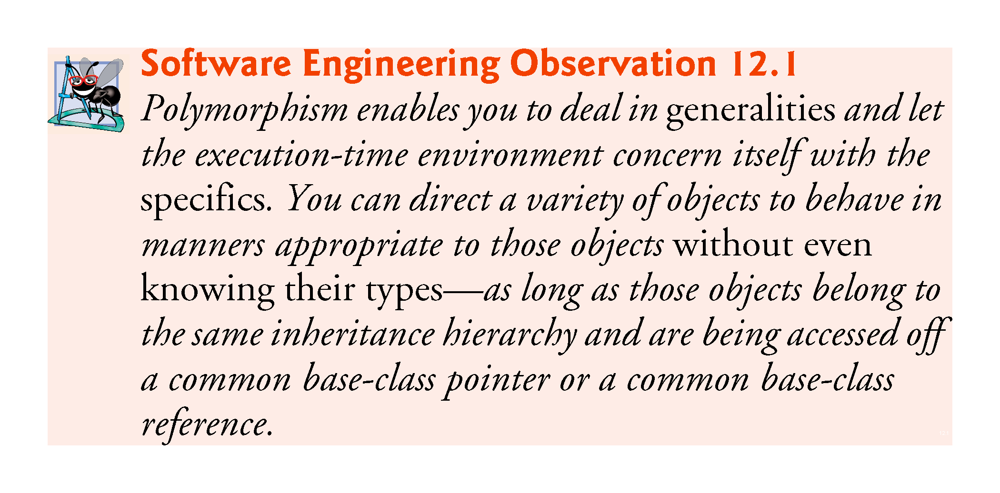 Software Engineering Observation 12.1
Polymorphism enables you to deal in generalities and let
the execution-time environment concern itself with the
specifics. You can direct a variety of objects to behave in
manners appropriate to those objects without even
knowing their types—as long as those objects belong to
the same inheritance hierarchy and are being accessed off
a common base-class pointer or a common base-class
reference.
12.1